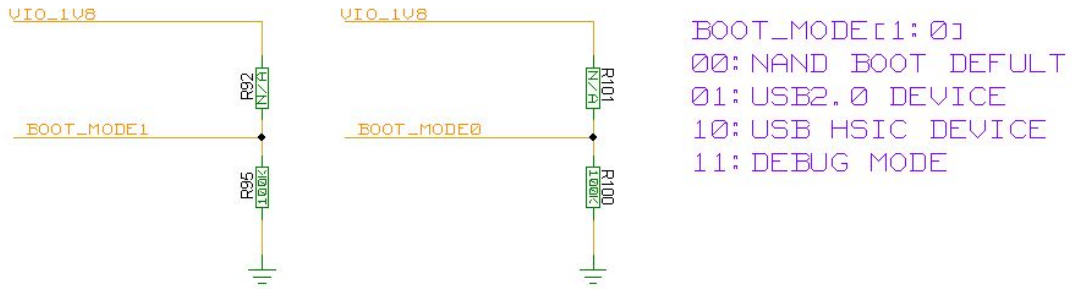 VIO_1V8
R92
N/A
BOOT_MODE1
R95
100K
VIO_1V8
R101
N/A
BOOT_MODE0
R100
100K
BOOT_MODE[1:0]
00:NAND BOOT DEFULT
01:USB2.0 DEVICE
10:USB HSIC DEVICE
11:DEBUG MODE